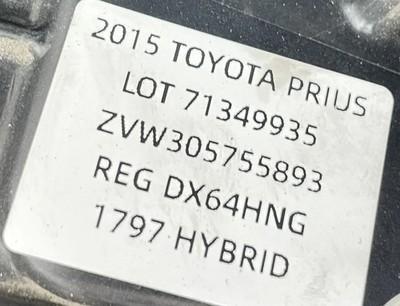 2015 TOYOTA PRIUS
LOT 71349935
ZVW305755893
REG DX64HNG
1797 HYBRID